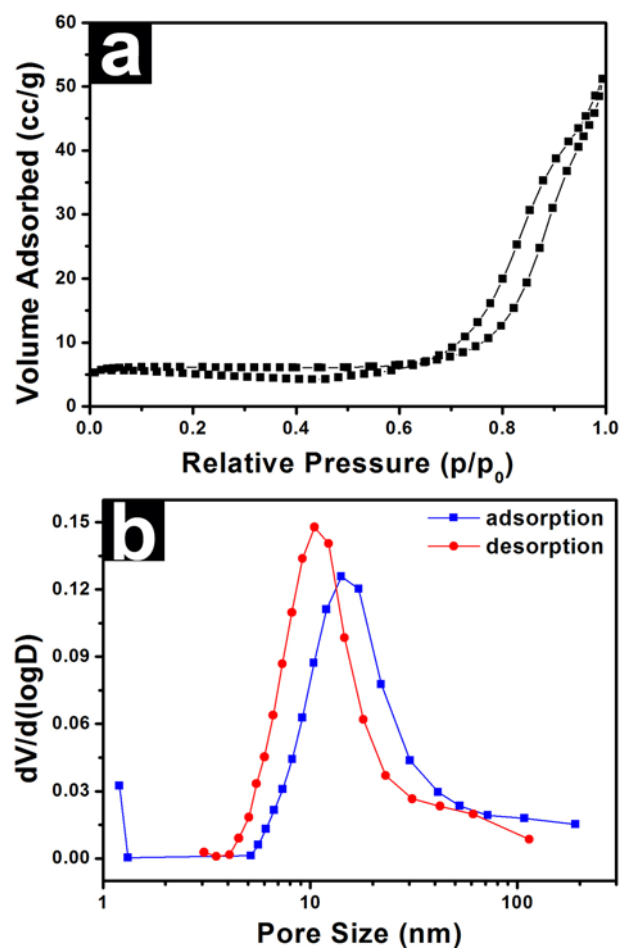 a
60
50
40
30
20
10
0
Volume Adsorbed (cc/g)
0.0 0.2 0.4 0.6 0.8 1.0
Relative Pressure (p/p₀)
b
adsorption
desorption
0.15
0.12
0.09
0.06
0.03
0.00
dV/d(logD)
1 10 100
Pore Size (nm)